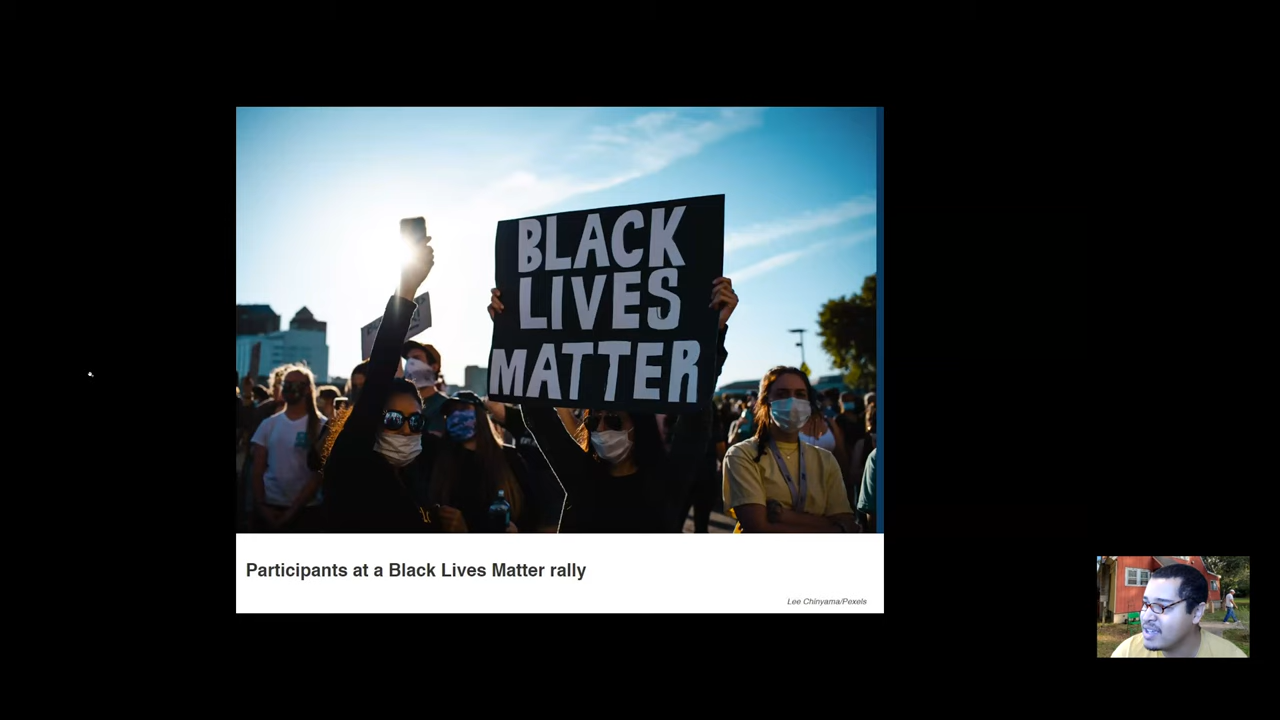 BLACK
LIVES
MATTER
Participants at a Black Lives Matter rally
Lee Chinyama/Pexels